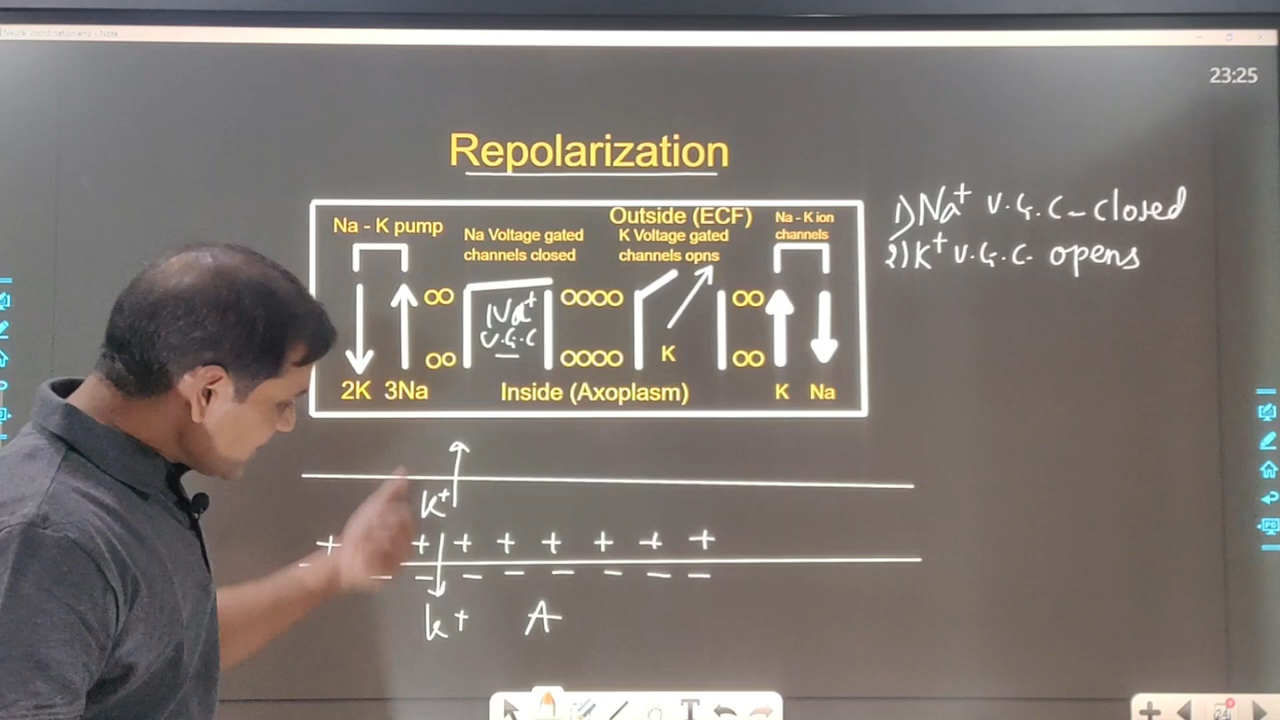 23:25
Repolarization
Na - K pump
Na Voltage gated
channels closed
Outside (ECF)
K Voltage gated
channels opns
Na - K ion
channels
Na+
V.G.C
K
2K 3Na
Inside (Axoplasm)
K Na
1) Na+ V.G.C - closed
2) K+ V.G.C. opens
K+
+ + + + + + + +
– – – – – – – –
K+ A
T
24